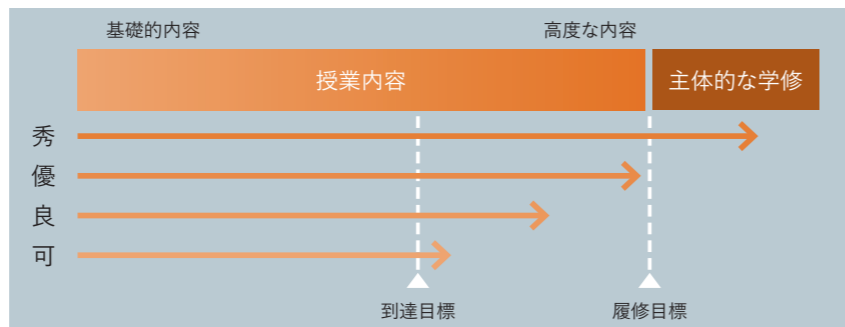 基礎的内容
高度な内容
授業内容
主体的な学修
秀
優
良
可
到達目標
履修目標